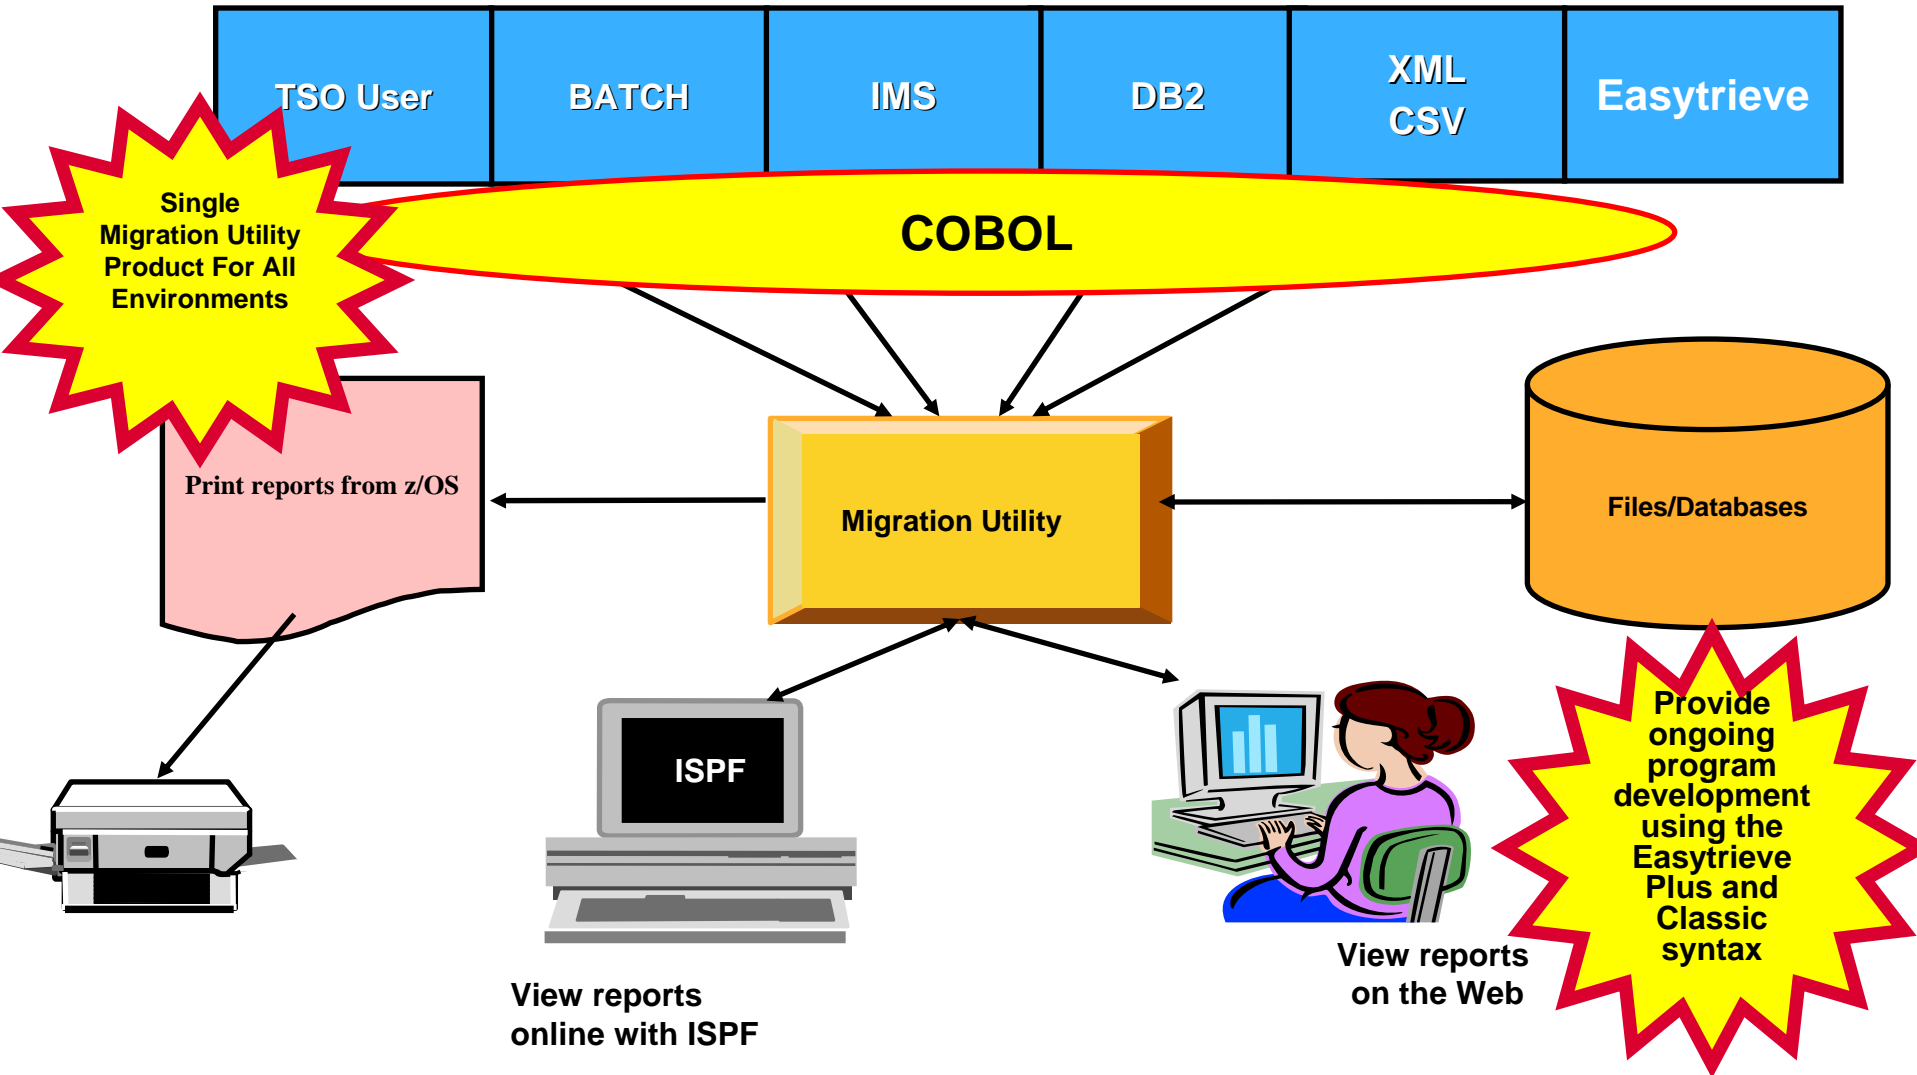 TSO User
BATCH
IMS
DB2
XML
CSV
Easytrieve
COBOL
Single
Migration Utility
Product For All
Environments
Print reports from z/OS
Migration Utility
Files/Databases
ISPF
View reports
online with ISPF
View reports
on the Web
Provide
ongoing
program
development
using the
Easytrieve
Plus and
Classic
syntax